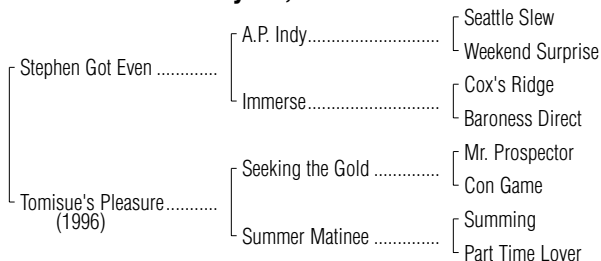 Seattle Slew
A.P. Indy..............................
Weekend Surprise
Stephen Got Even .............
Cox's Ridge
Immerse..............................
Baroness Direct
Mr. Prospector
Seeking the Gold ...............
Con Game
Tomisue's Pleasure...........
(1996)
Summing
Summer Matinee ...............
Part Time Lover